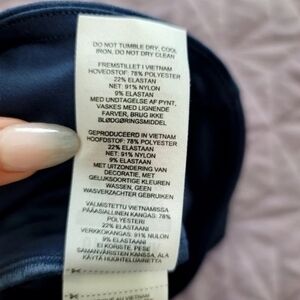 DO NOT TUMBLE DRY, COOL
IRON, DO NOT DRY CLEAN
FREMSTILLET I VIETNAM
HOVEDSTOF: 78% POLYESTER
22% ELASTAN
NET: 91% NYLON
9% ELASTAN
MED UNDTAGELSE AF PYNT,
VASKES MED LIGNENDE
FARVER, BRUG IKKE
BLØDGØRINGSMIDDEL
GEPRODUCEERD IN VIETNAM
HOOFDSTOF: 78% POLYESTER
22% ELASTAAN
NET: 91% NYLON
9% ELASTAAN
MET UITZONDERING VAN
DECORATIE, MET
GELIJKSOORTIGE KLEUREN
WASSEN, GEEN
WASVERZACHTER GEBRUIKEN
VALMISTETTU VIETNAMISSA
PÄÄASIALLINEN KANGAS: 78%
POLYESTERI
22% ELASTAANI
VERKKOKANGAS: 91% NAILON
9% ELASTAANI
KORISTE, PESE
SAMANVÄRISTEN KANSSA, ÄLÄ
KÄYTÄ HUUHTELUAINETTA